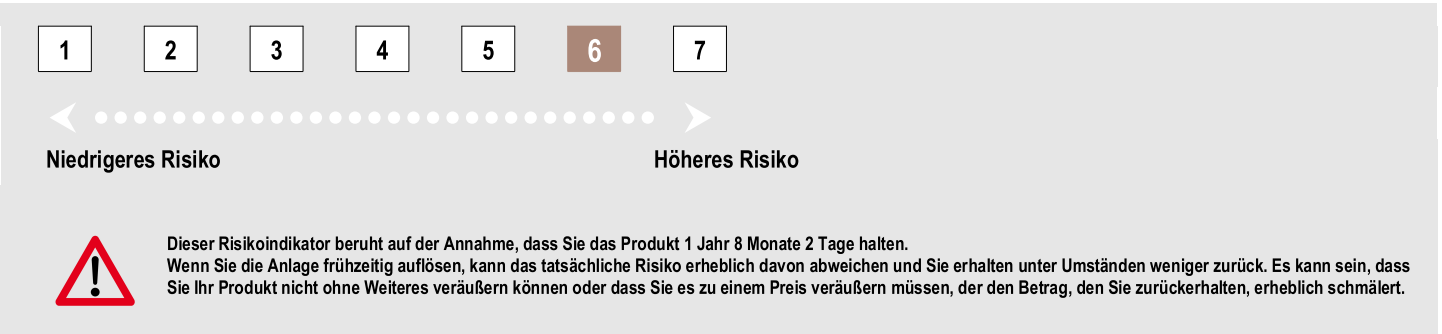 1 2 3 4 5 6 7
Niedrigeres Risiko Höheres Risiko
Dieser Risikoindikator beruht auf der Annahme, dass Sie das Produkt 1 Jahr 8 Monate 2 Tage halten.
Wenn Sie die Anlage frühzeitig auflösen, kann das tatsächliche Risiko erheblich davon abweichen und Sie erhalten unter Umständen weniger zurück. Es kann sein, dass
Sie Ihr Produkt nicht ohne Weiteres veräußern können oder dass Sie es zu einem Preis veräußern müssen, der den Betrag, den Sie zurückerhalten, erheblich schmälert.